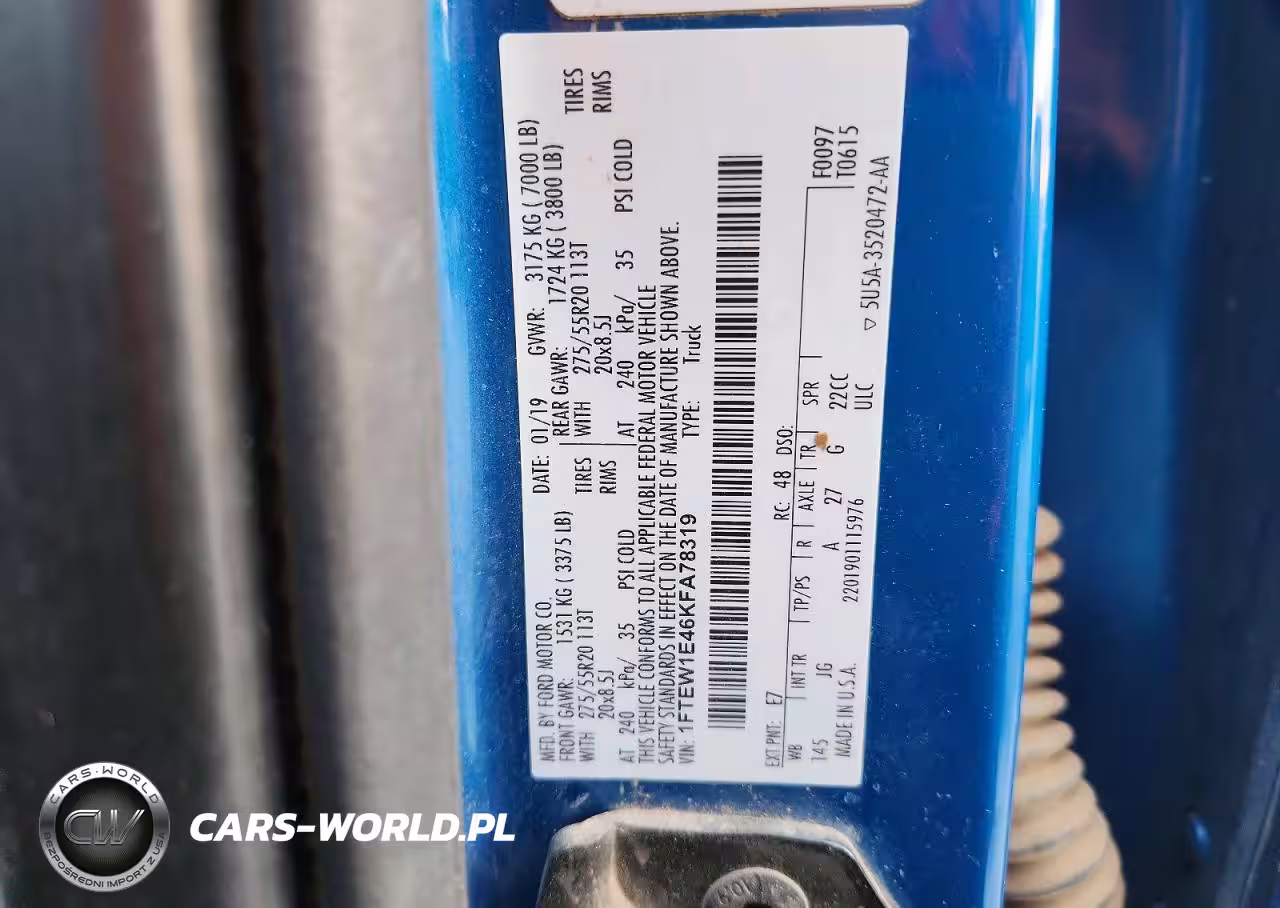 MFD. BY FORD MOTOR CO.
DATE: 01/19 GVWR: 3175 KG ( 7000 LB)
FRONT GAWR: 1531 KG ( 3375 LB)
REAR GAWR: 1724 KG ( 3800 LB)
WITH 275/55R20 113T TIRES
WITH 275/55R20 113T TIRES
20x8.5J RIMS
20x8.5J RIMS
AT 240 kPa/ 35 PSI COLD
AT 240 kPa/ 35 PSI COLD
THIS VEHICLE CONFORMS TO ALL APPLICABLE FEDERAL MOTOR VEHICLE
SAFETY STANDARDS IN EFFECT ON THE DATE OF MANUFACTURE SHOWN ABOVE.
VIN: 1FTEW1E46KFA78319 TYPE: Truck
EXT PNT: E7 RC: 48 DSO:
WB INT TR TP/PS R AXLE TR SPR F0097
145 JG A 27 G 22CC T0615
ULC
MADE IN U.S.A. 2201901115976 ▽ 5U5A-3520472-AA
CARS-WORLD
CW
BEZPOŚREDNI IMPORT Z USA
CARS-WORLD.PL